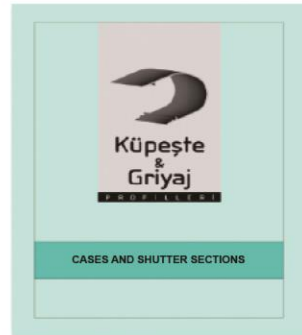 Küpeşte
&
Griyaj
PROFİLLERİ
CASES AND SHUTTER SECTIONS